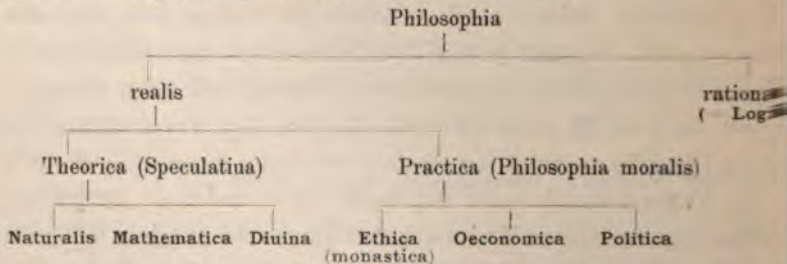 Philosophia
realis
Theorica (Speculatiua) Practica (Philosophia moralis)
Naturalis Mathematica Diuina Ethica Oeconomica Politica
(monastica)